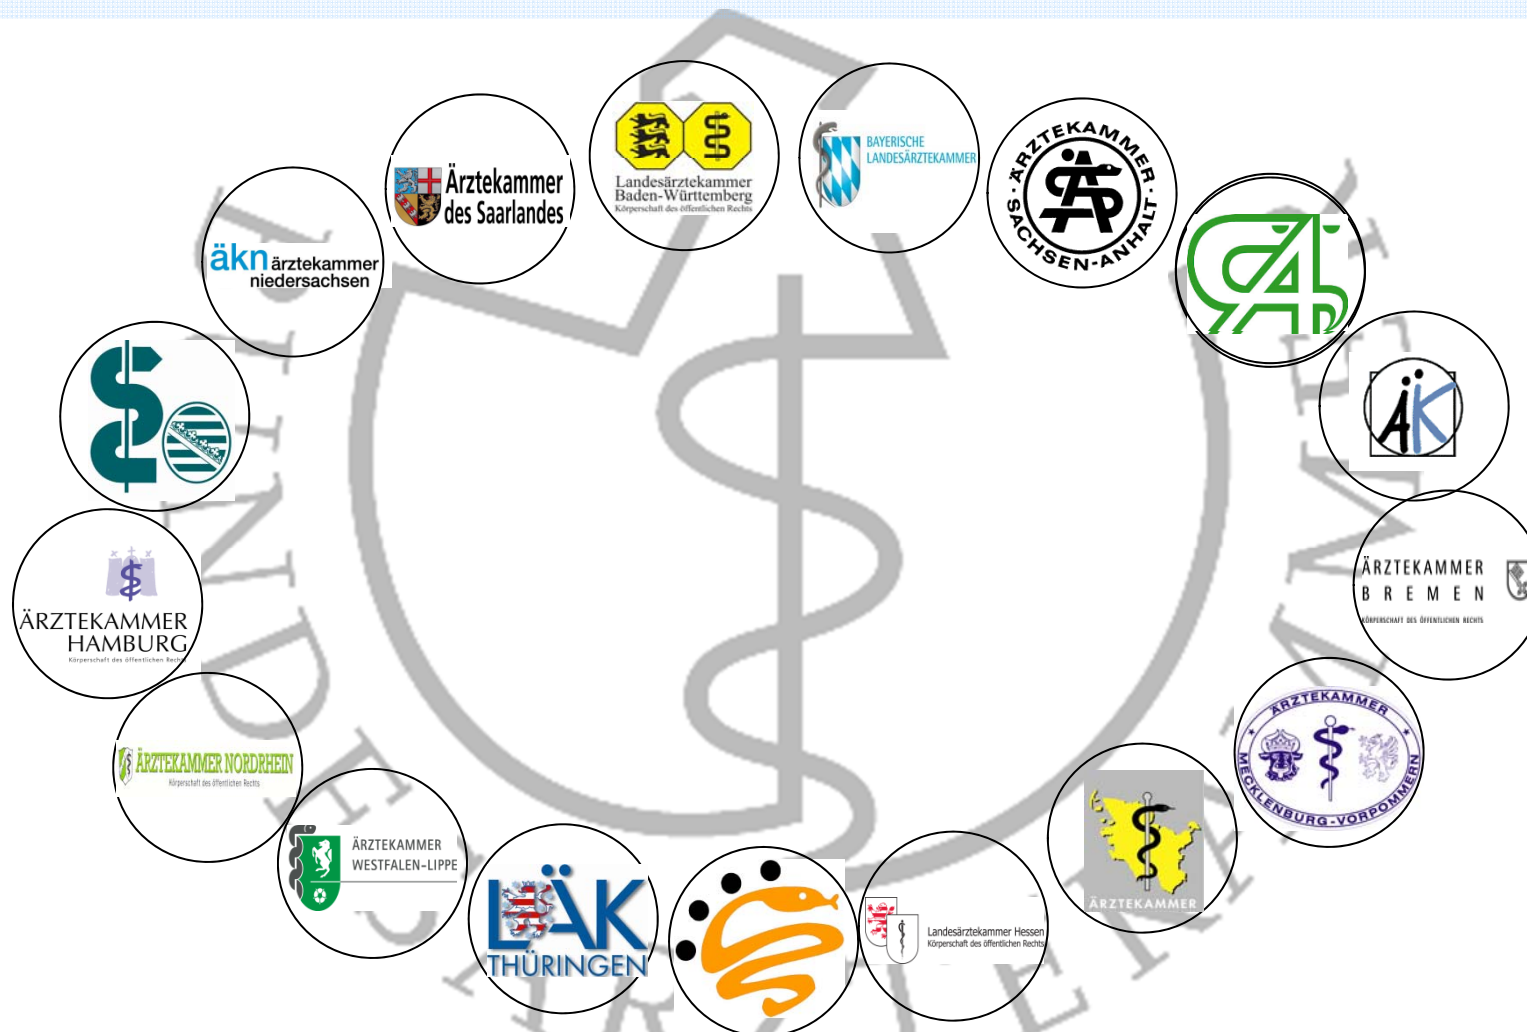 Ärztekammer
des Saarlandes
Landesärztekammer
Baden-Württemberg
Körperschaft des öffentlichen Rechts
BAYERISCHE
LANDESÄRZTEKAMMER
ÄRZTEKAMMER
· SACHSEN-ANHALT ·
äkn ärztekammer
niedersachsen
ÄK
ÄRZTEKAMMER
HAMBURG
Körperschaft des öffentlichen Rechts
ÄRZTEKAMMER
BREMEN
KÖRPERSCHAFT DES ÖFFENTLICHEN RECHTS
ÄRZTEKAMMER
MECKLENBURG-VORPOMMERN
ÄRZTEKAMMER NORDRHEIN
Körperschaft des öffentlichen Rechts
ÄRZTEKAMMER
WESTFALEN-LIPPE
LÄK
THÜRINGEN
Landesärztekammer Hessen
Körperschaft des öffentlichen Rechts
ÄRZTEKAMMER